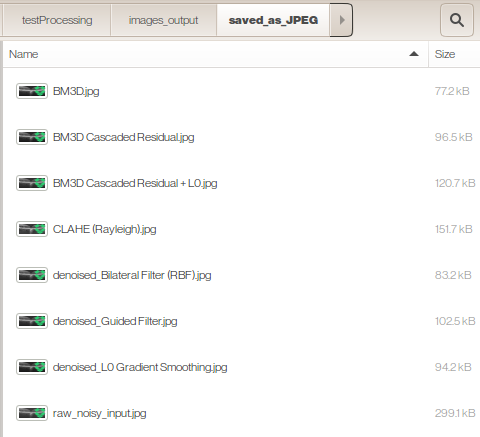 testProcessing images_output saved_as_JPEG
Name Size
BM3D.jpg 77.2 kB
BM3D Cascaded Residual.jpg 96.5 kB
BM3D Cascaded Residual + L0.jpg 120.7 kB
CLAHE (Rayleigh).jpg 151.7 kB
denoised_Bilateral Filter (RBF).jpg 83.2 kB
denoised_Guided Filter.jpg 102.5 kB
denoised_L0 Gradient Smoothing.jpg 94.2 kB
raw_noisy_input.jpg 299.1 kB